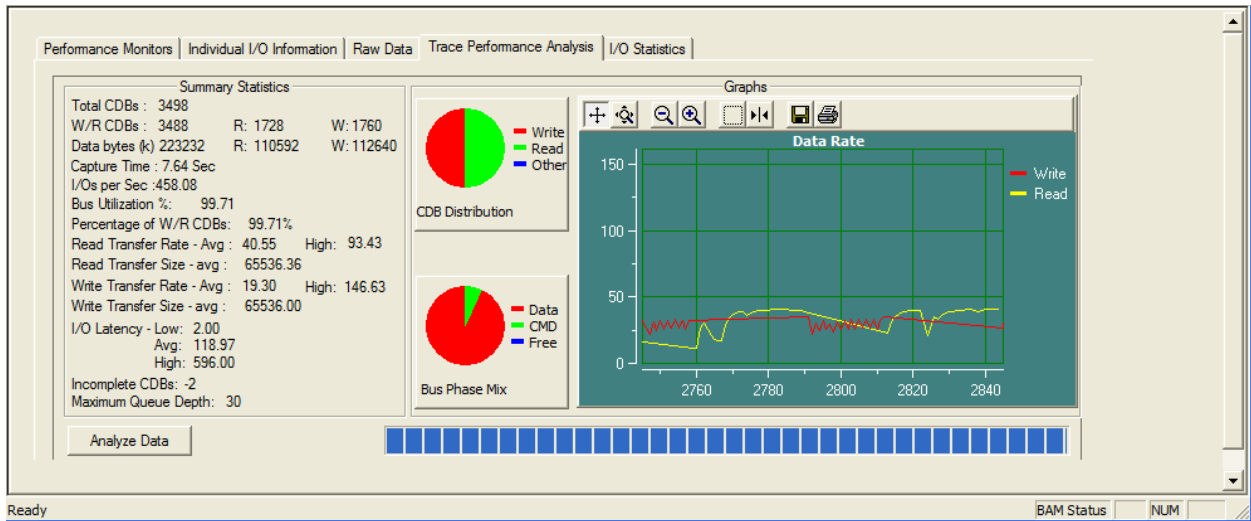 Performance Monitors Individual I/O Information Raw Data Trace Performance Analysis I/O Statistics
Summary Statistics
Total CDBs : 3498
W/R CDBs : 3488 R: 1728 W: 1760
Data bytes (k) 223232 R: 110592 W: 112640
Capture Time : 7.64 Sec
I/Os per Sec :458.08
Bus Utilization %: 99.71
Percentage of W/R CDBs: 99.71%
Read Transfer Rate - Avg : 40.55 High: 93.43
Read Transfer Size - avg : 65536.36
Write Transfer Rate - Avg : 19.30 High: 146.63
Write Transfer Size - avg : 65536.00
I/O Latency - Low: 2.00
Avg: 118.97
High: 596.00
Incomplete CDBs: -2
Maximum Queue Depth: 30
Graphs
Write
Read
Other
CDB Distribution
Data
CMD
Free
Bus Phase Mix
Data Rate
150
100
50
0
2760 2780 2800 2820 2840
Write
Read
Analyze Data
Ready BAM Status NUM